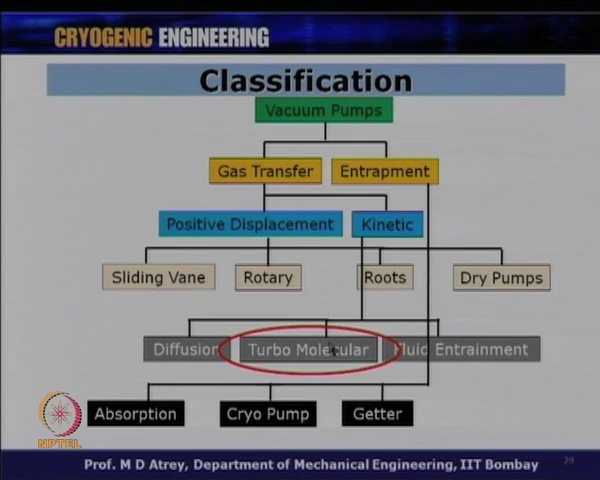 CRYOGENIC ENGINEERING
Classification
Vacuum Pumps
Gas Transfer
Entrapment
Positive Displacement
Kinetic
Sliding Vane
Rotary
Roots
Dry Pumps
Diffusion
Turbo Molecular
Fluid Entrainment
Absorption
Cryo Pump
Getter
NPTEL
29
Prof. M D Atrey, Department of Mechanical Engineering, IIT Bombay